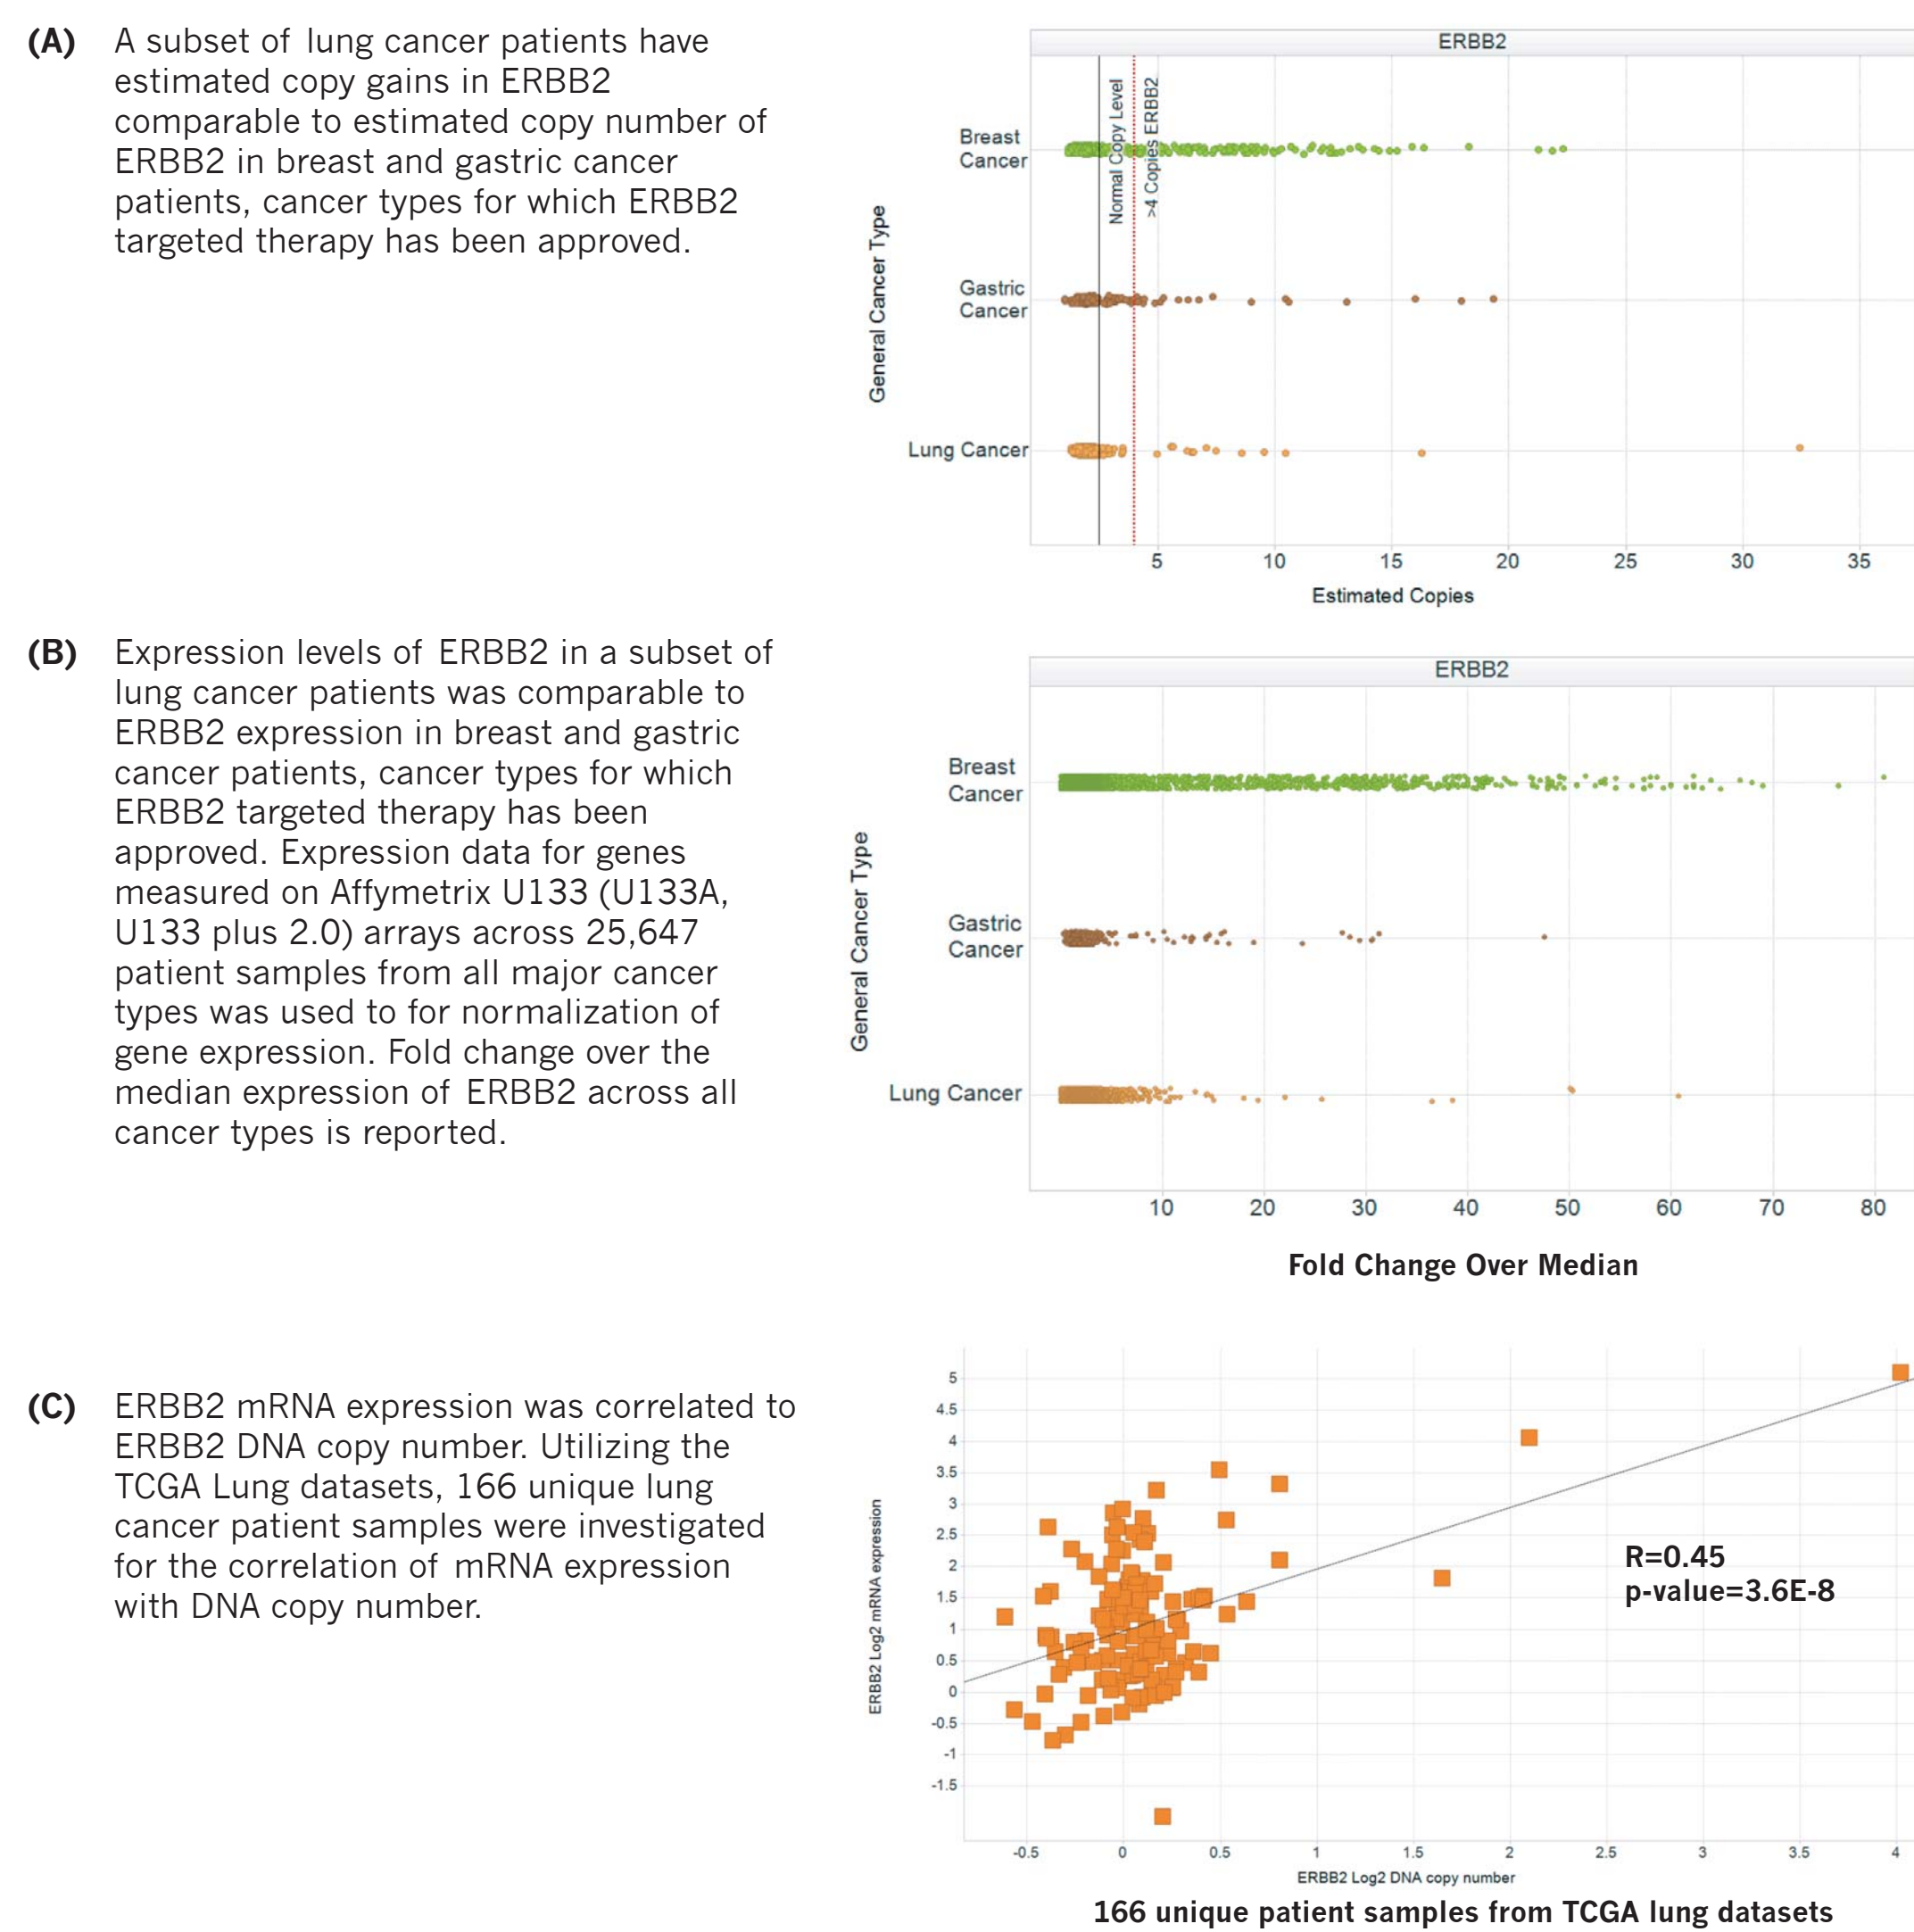 (A) A subset of lung cancer patients have
estimated copy gains in ERBB2
comparable to estimated copy number of
ERBB2 in breast and gastric cancer
patients, cancer types for which ERBB2
targeted therapy has been approved.
ERBB2
Normal Copy Level
>4 Copies ERBB2
General Cancer Type
Breast
Cancer
Gastric
Cancer
Lung Cancer
5 10 15 20 25 30 35
Estimated Copies
(B) Expression levels of ERBB2 in a subset of
lung cancer patients was comparable to
ERBB2 expression in breast and gastric
cancer patients, cancer types for which
ERBB2 targeted therapy has been
approved. Expression data for genes
measured on Affymetrix U133 (U133A,
U133 plus 2.0) arrays across 25,647
patient samples from all major cancer
types was used to for normalization of
gene expression. Fold change over the
median expression of ERBB2 across all
cancer types is reported.
ERBB2
General Cancer Type
Breast
Cancer
Gastric
Cancer
Lung Cancer
10 20 30 40 50 60 70 80
Fold Change Over Median
(C) ERBB2 mRNA expression was correlated to
ERBB2 DNA copy number. Utilizing the
TCGA Lung datasets, 166 unique lung
cancer patient samples were investigated
for the correlation of mRNA expression
with DNA copy number.
ERBB2 Log2 mRNA expression
5
4.5
4
3.5
3
2.5
2
1.5
1
0.5
0
-0.5
-1
-1.5
R=0.45
p-value=3.6E-8
-0.5 0 0.5 1 1.5 2 2.5 3 3.5 4
ERBB2 Log2 DNA copy number
166 unique patient samples from TCGA lung datasets